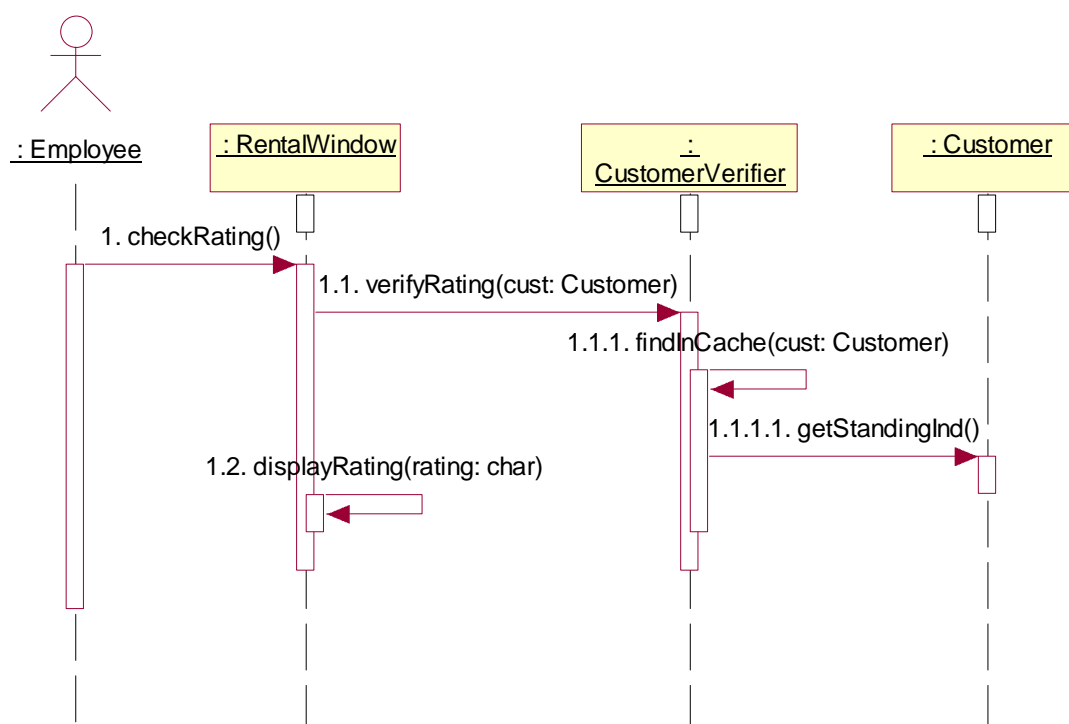 : Employee
: RentalWindow
:
CustomerVerifier
: Customer
1. checkRating()
1.1. verifyRating(cust: Customer)
1.1.1. findInCache(cust: Customer)
1.1.1.1. getStandingInd()
1.2. displayRating(rating: char)